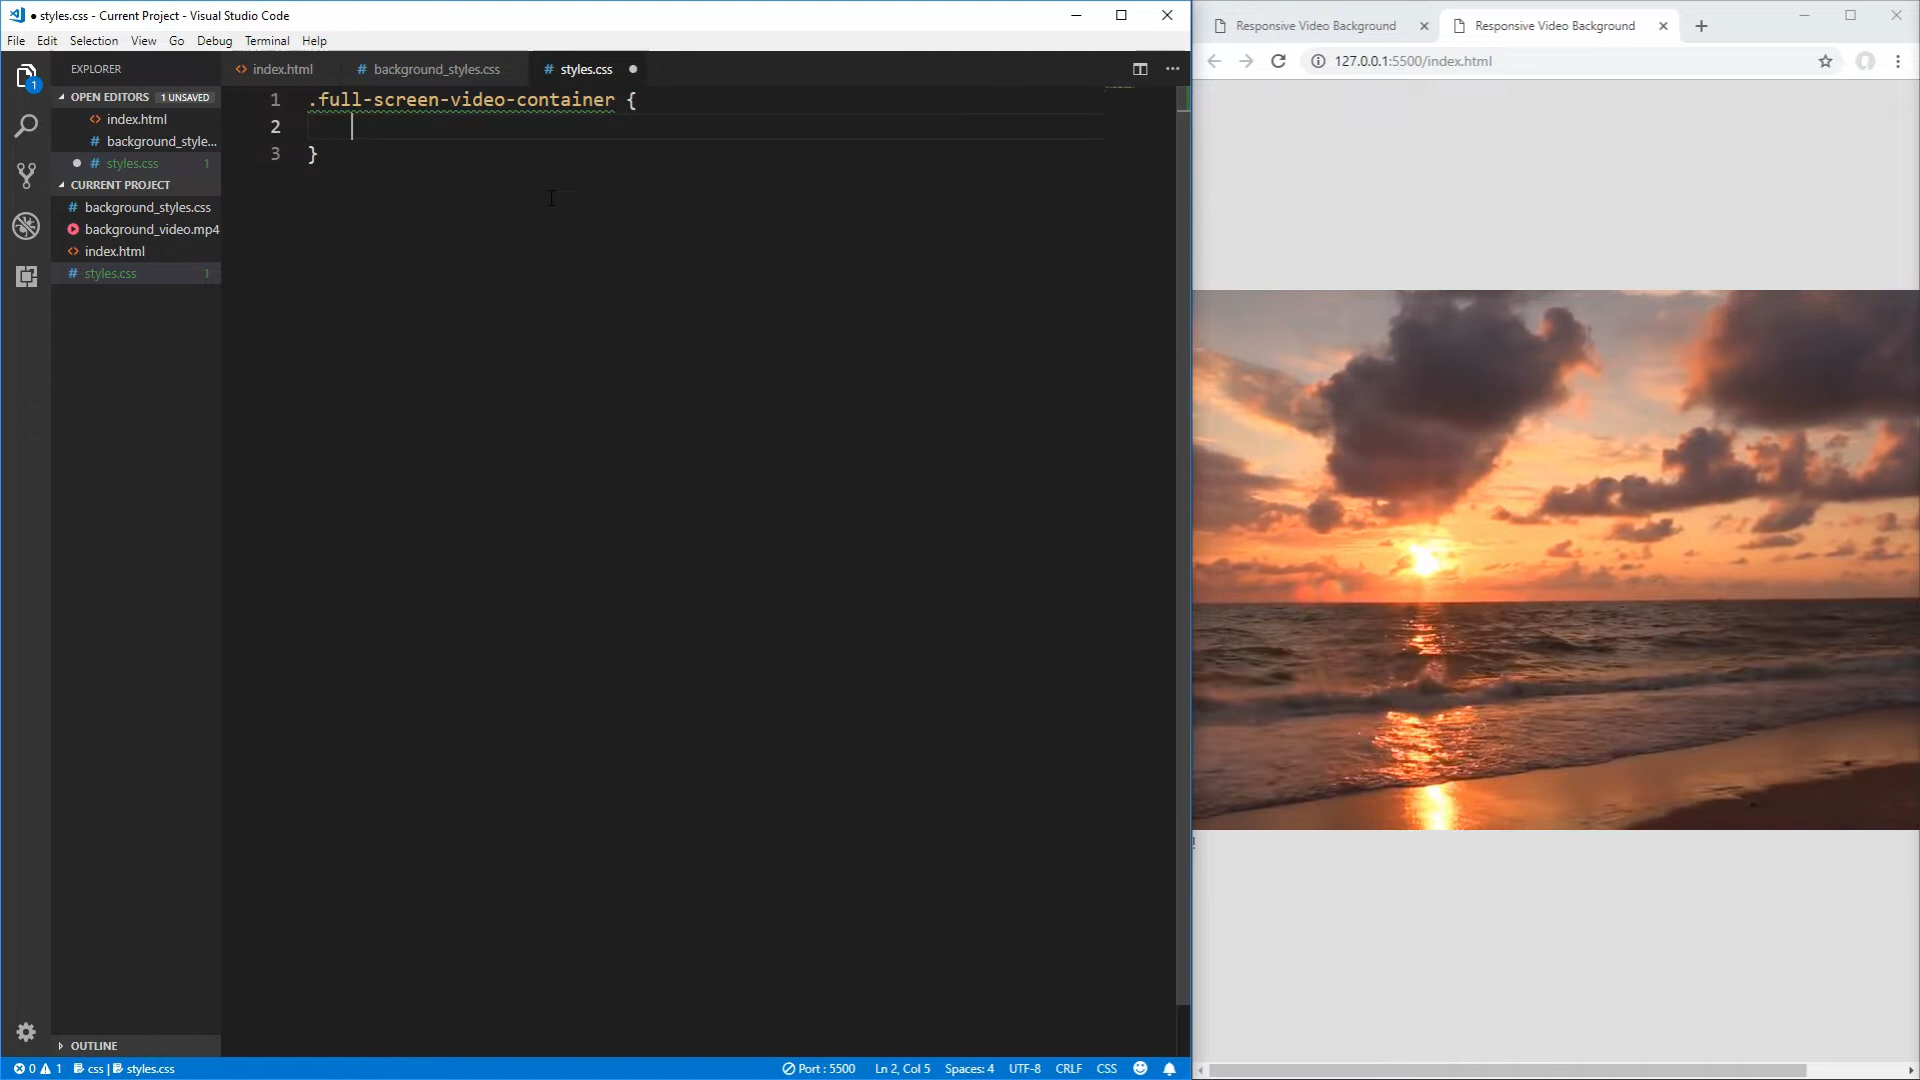 ● styles.css - Current Project - Visual Studio Code
File Edit Selection View Go Debug Terminal Help
EXPLORER
OPEN EDITORS 1 UNSAVED
index.html
background_style...
styles.css 1
CURRENT PROJECT
background_styles.css
background_video.mp4
index.html
styles.css 1
OUTLINE
1
index.html background_styles.css styles.css
1 .full-screen-video-container {
2
3 }
0 1 css | styles.css
Port : 5500 Ln 2, Col 5 Spaces: 4 UTF-8 CRLF CSS
Responsive Video Background Responsive Video Background
127.0.0.1:5500/index.html
!